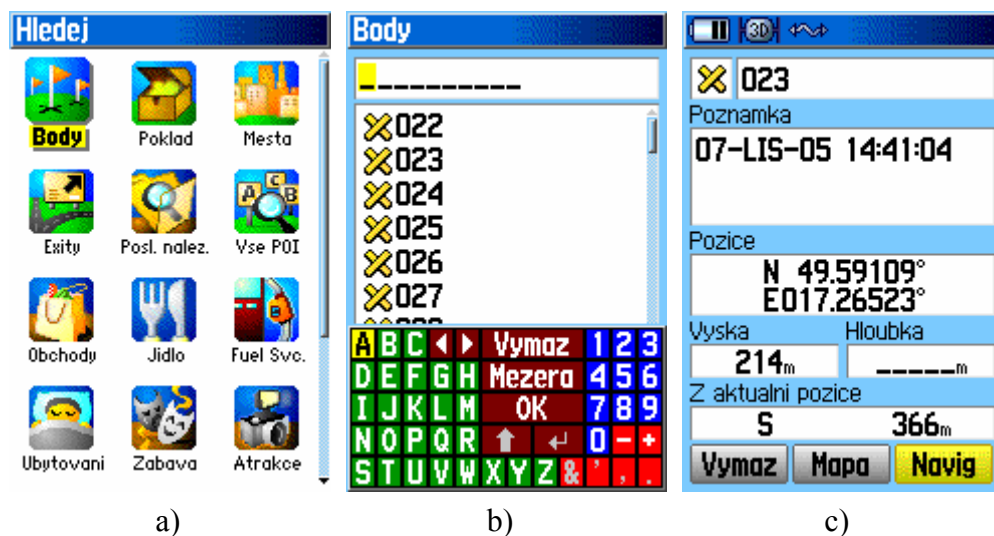 Hledej
Body
Poklad
Mesta
Exity
Posl. nalez.
Vse POI
Obchody
Jidlo
Fuel Svc.
Ubytovani
Zabava
Atrakce
a)
Body
_ _ _ _ _ _ _ _ _ _
022
023
024
025
026
027
A B C Vymaz 1 2 3
D E F G H Mezera 4 5 6
I J K L M OK 7 8 9
N O P Q R 0 - +
S T U V W X Y Z & ' , .
b)
3D
023
Poznamka
07-LIS-05 14:41:04
Pozice
N 49.59109°
E017.26523°
Vyska Hloubka
214m _____m
Z aktualni pozice
S 366m
Vymaz Mapa Navig
c)